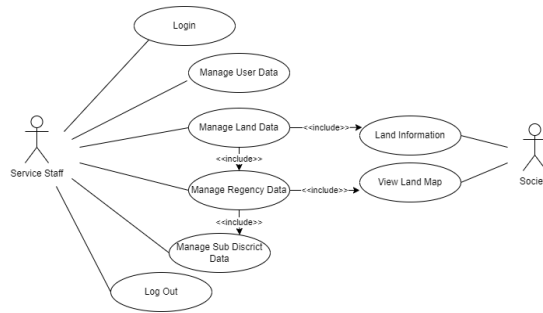 Login
Manage User Data
Manage Land Data
<<include>>
Land Information
<<include>>
Service Staff
Manage Regency Data
<<include>>
View Land Map
Socie
<<include>>
Manage Sub Discrict
Data
Log Out